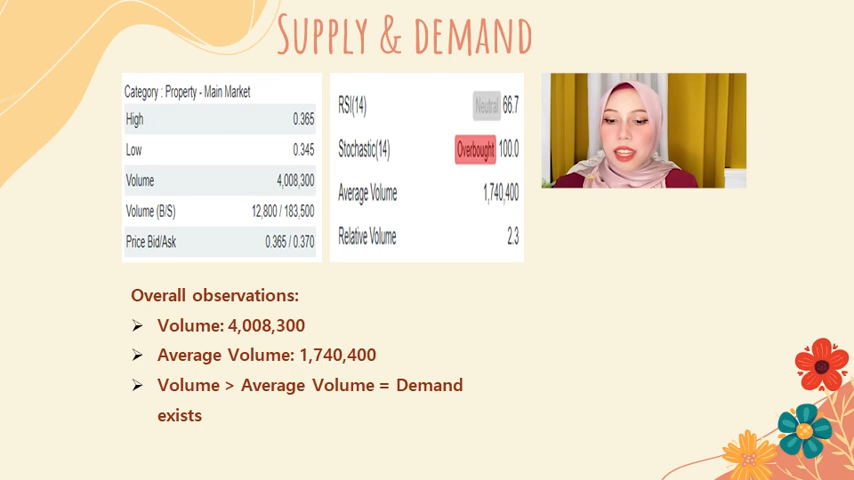 SUPPLY & DEMAND
Category : Property - Main Market
High 0.365
Low 0.345
Volume 4,008,300
Volume (B/S) 12,800 / 183,500
Price Bid/Ask 0.365 / 0.370
RSI(14) Neutral 66.7
Stochastic(14) Overbought 100.0
Average Volume 1,740,400
Relative Volume 2.3
Overall observations:
➢ Volume: 4,008,300
➢ Average Volume: 1,740,400
➢ Volume > Average Volume = Demand
exists